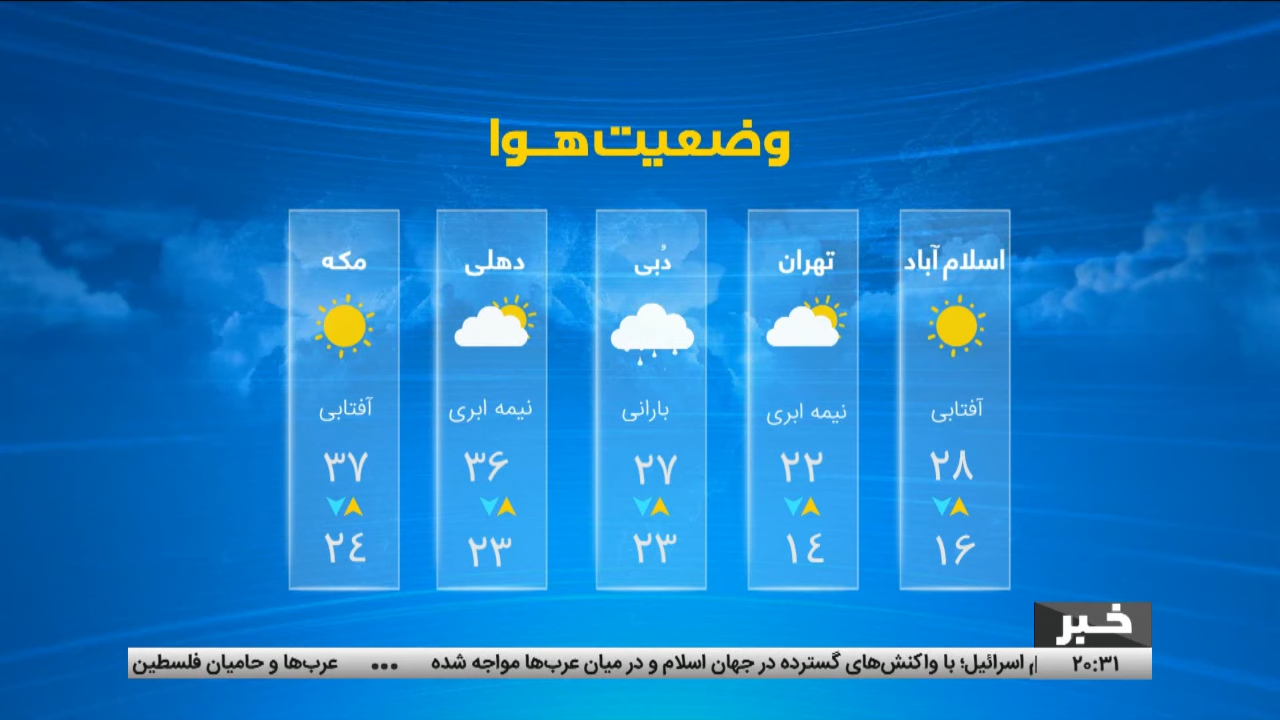 وضعیت هوا
اسلام آباد
آفتابی
۲۸
۱۶
تهران
نیمه ابری
۲۲
۱٤
دُبی
بارانی
۲۷
۲۳
دهلی
نیمه ابری
۳۶
۲۳
مکه
آفتابی
۳۷
۲٤
خبر
۲۰:۳۱
م اسرائیل؛ با واکنش‌های گسترده در جهان اسلام و در میان عرب‌ها مواجه شده ... عرب‌ها و حامیان فلسطین